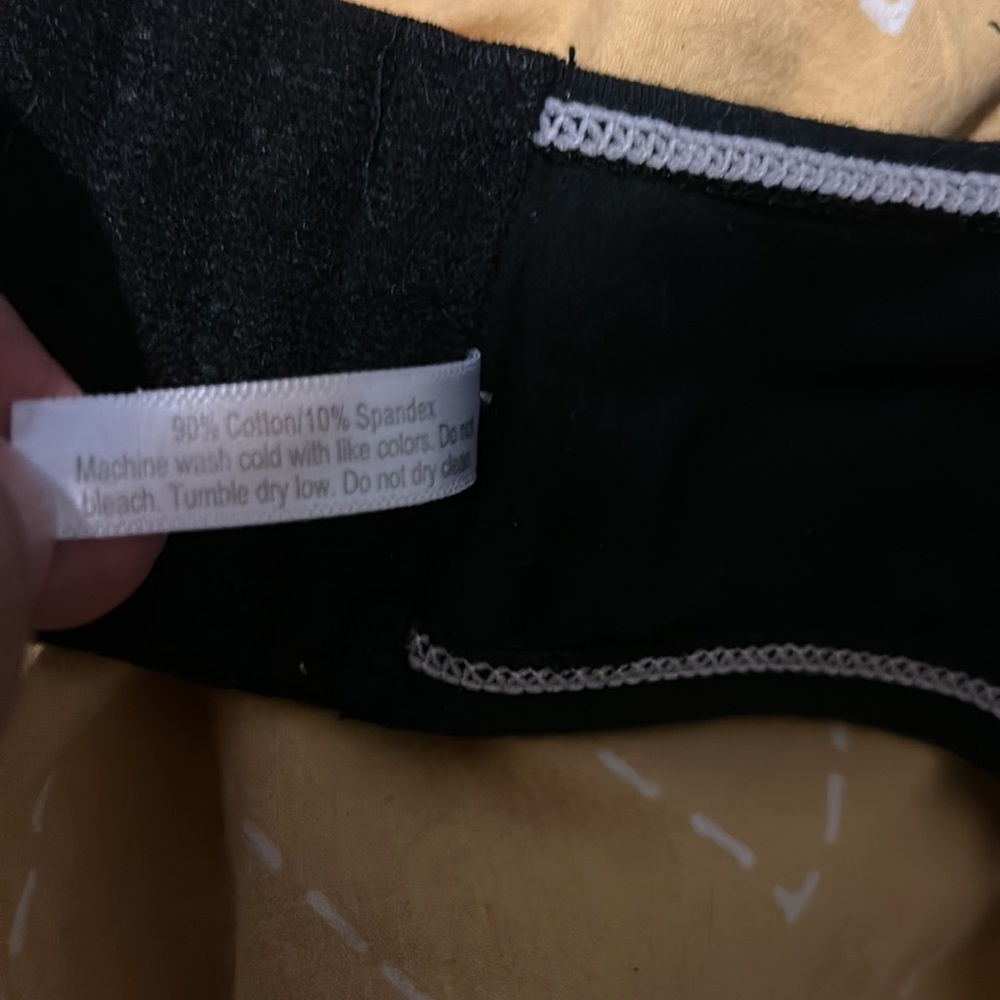 90% Cotton/10% Spandex
Machine wash cold with like colors. Do not
bleach. Tumble dry low. Do not dry clean.